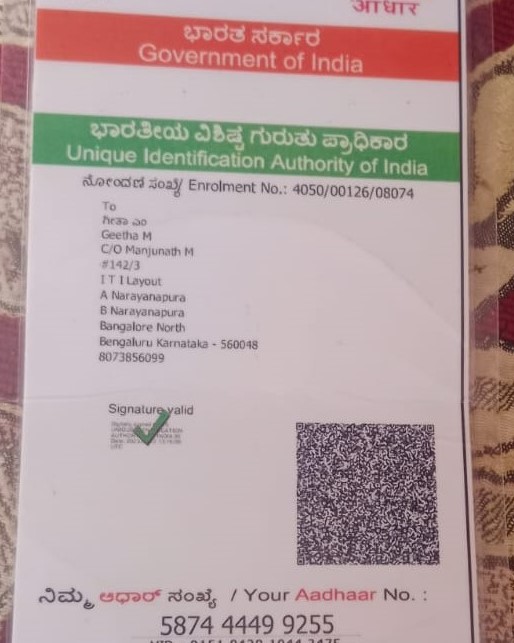 आधार
ಭಾರತ ಸರ್ಕಾರ
Government of India
ಭಾರತೀಯ ವಿಶಿಷ್ಟ ಗುರುತು ಪ್ರಾಧಿಕಾರ
Unique Identification Authority of India
ನೋಂದಣಿ ಸಂಖ್ಯೆ/ Enrolment No.: 4050/00126/08074
To
ಗೀತಾ ಎಂ
Geetha M
C/O Manjunath M
#142/3
I T I Layout
A Narayanapura
B Narayanapura
Bangalore North
Bengaluru Karnataka - 560048
8073856099
Signature valid
ನಿಮ್ಮ ಆಧಾರ್ ಸಂಖ್ಯೆ / Your Aadhaar No. :
5874 4449 9255